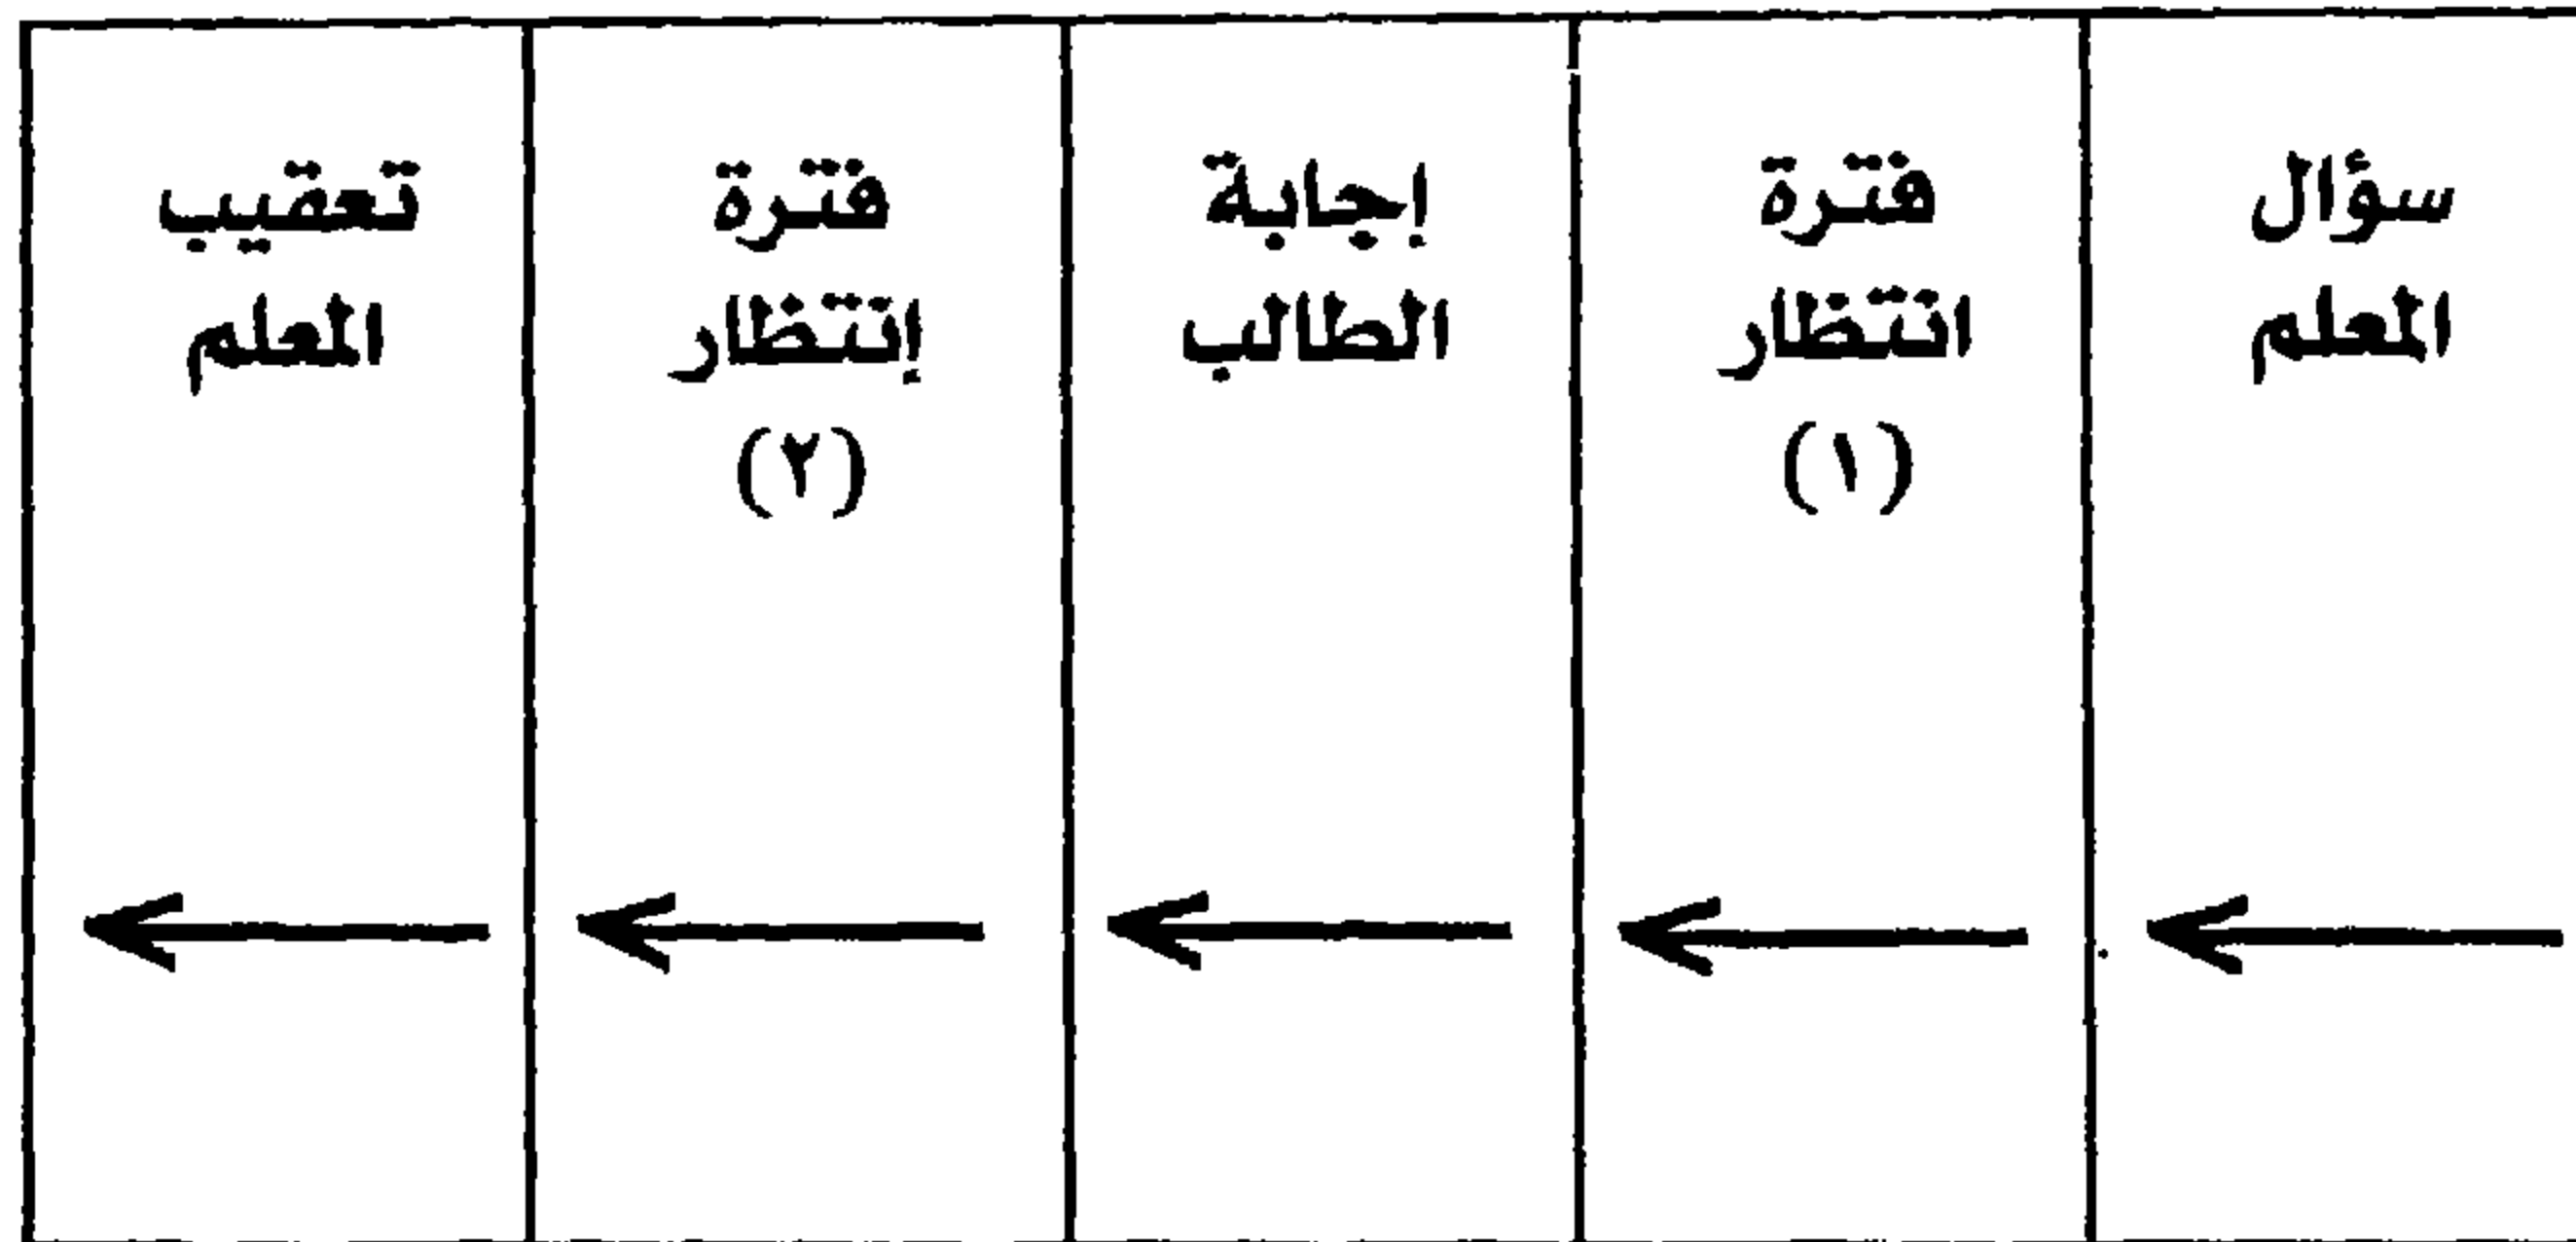 سؤال
المعلم
فترة
انتظار
(١)
إجابة
الطالب
فترة
إنتظار
(٢)
تعقيب
المعلم